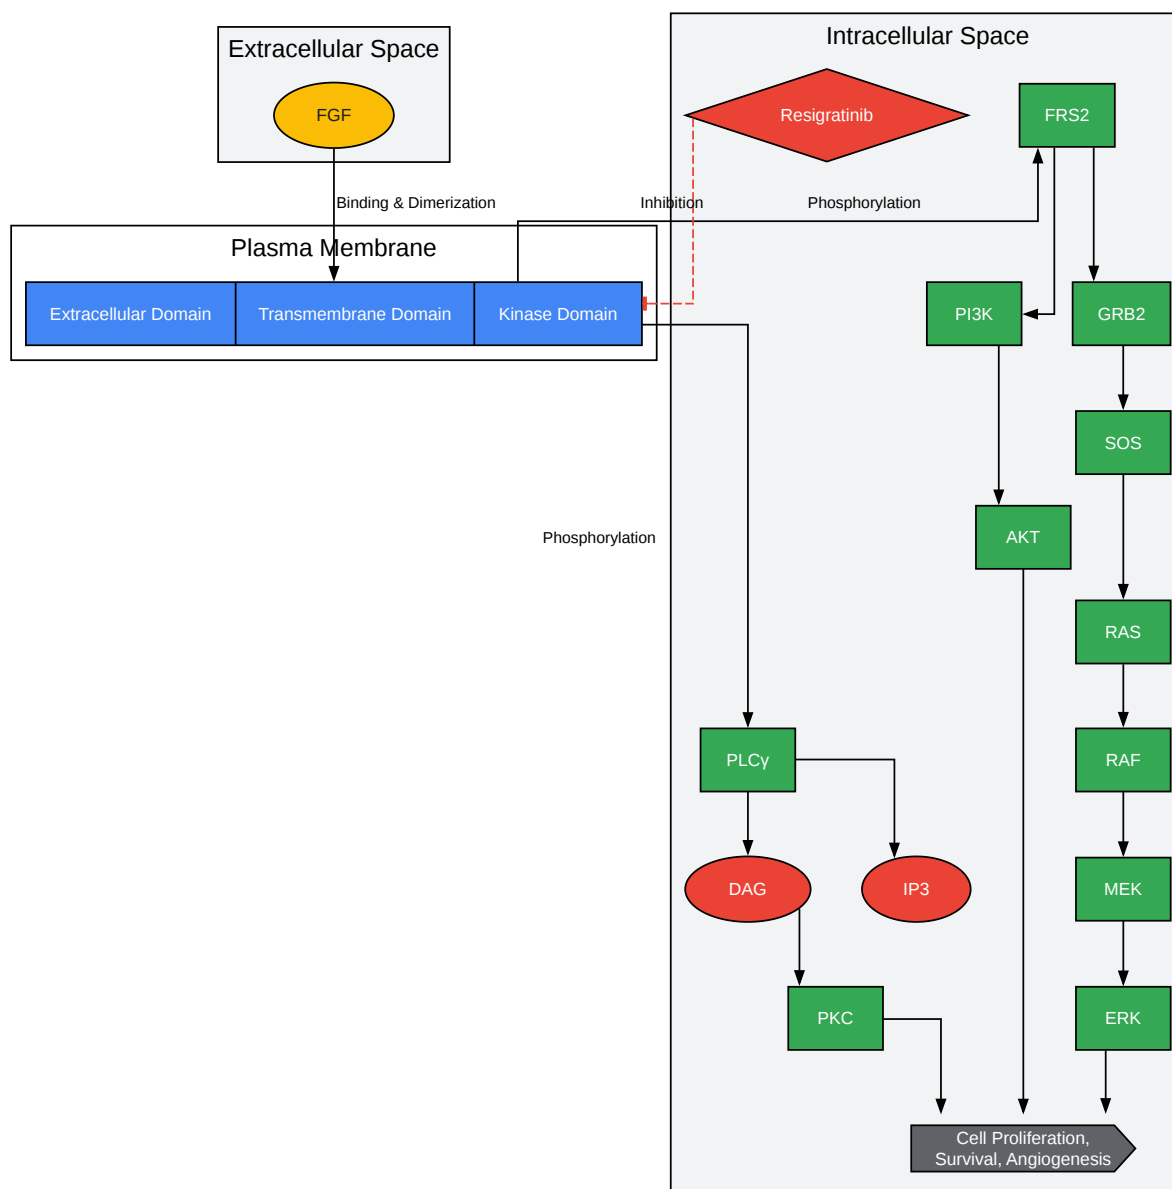 Extracellular Space
FGF
Intracellular Space
Resigratinib
FRS2
Binding & Dimerization
Inhibition
Phosphorylation
Plasma Membrane
Extracellular Domain
Transmembrane Domain
Kinase Domain
PI3K
GRB2
SOS
AKT
Phosphorylation
RAS
PLCγ
RAF
DAG
IP3
MEK
PKC
ERK
Cell Proliferation,
Survival, Angiogenesis